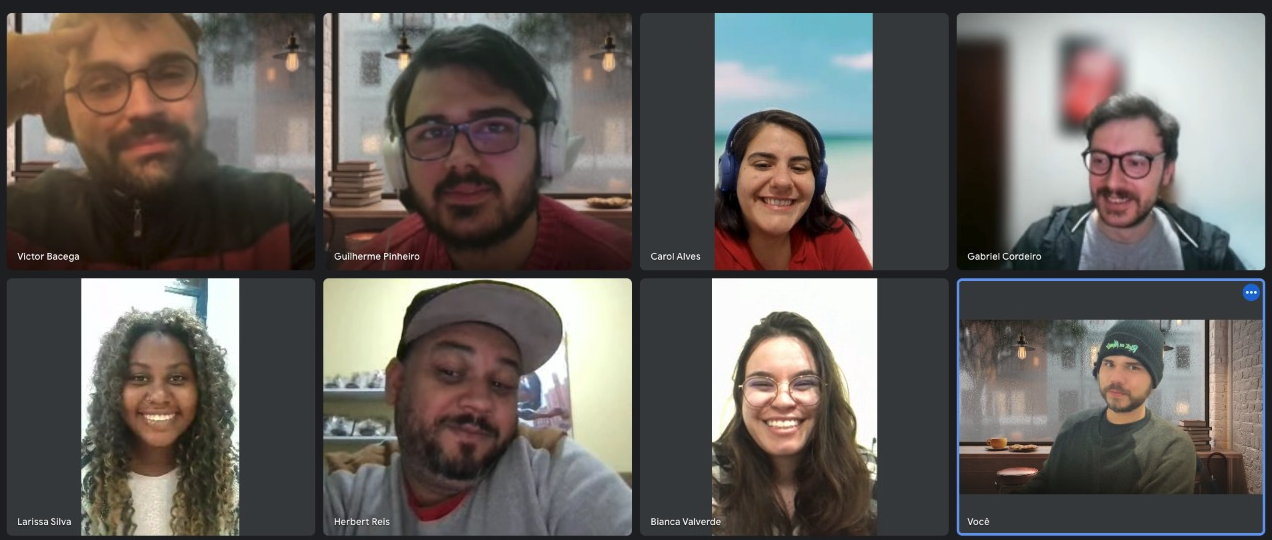 Victor Bacega
Guilherme Pinheiro
Carol Alves
Gabriel Cordeiro
Larissa Silva
Herbert Reis
Bianca Valverde
Você